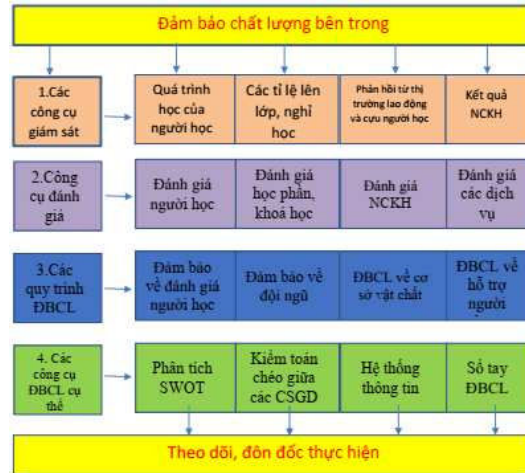 Đảm bảo chất lượng bên trong
1.Các
công cụ
giám sát
Quá trình
học của
người học
Các tỉ lệ lên
lớp, nghỉ
học
Phản hồi từ thị
trường lao động
và cựu người học
Kết quả
NCKH
2.Công
cụ đánh
giá
Đánh giá
người học
Đánh giá
học phần,
khoá học
Đánh giá
NCKH
Đánh giá
các dịch
vụ
3.Các
quy trình
ĐBCL
Đảm bảo
về đánh giá
người học
Đảm bảo về
đội ngũ
ĐBCL về cơ
sở vật chất
ĐBCL về
hỗ trợ
người
4. Các
công cụ
ĐBCL cụ
thể
Phân tích
SWOT
Kiểm toán
chéo giữa
các CSGD
Hệ thống
thông tin
Sổ tay
ĐBCL
Theo dõi, đôn đốc thực hiện